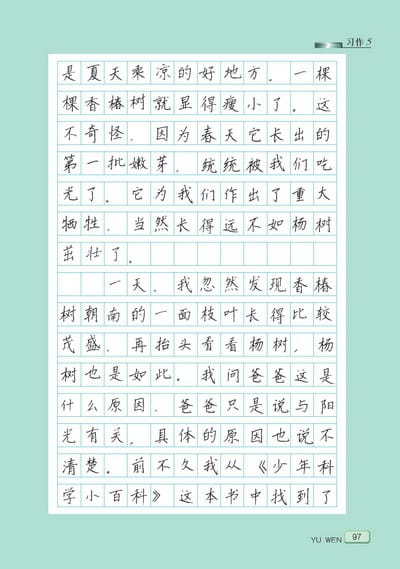 习作5
是夏天乘凉的好地方。一棵
棵香椿树就显得瘦小了。这
不奇怪，因为春天它长出的
第一批嫩芽，统统被我们吃
光了。它为我们作出了重大
牺牲，当然长得远不如杨树
茁壮了。
一天，我忽然发现香椿
树朝南的一面枝叶长得比较
茂盛，再抬头看看杨树，杨
树也是如此。我问爸爸这是
什么原因，爸爸只是说与阳
光有关，具体的原因也说不
清楚。前不久我从《少年科
学小百科》这本书中找到了
YU WEN 97